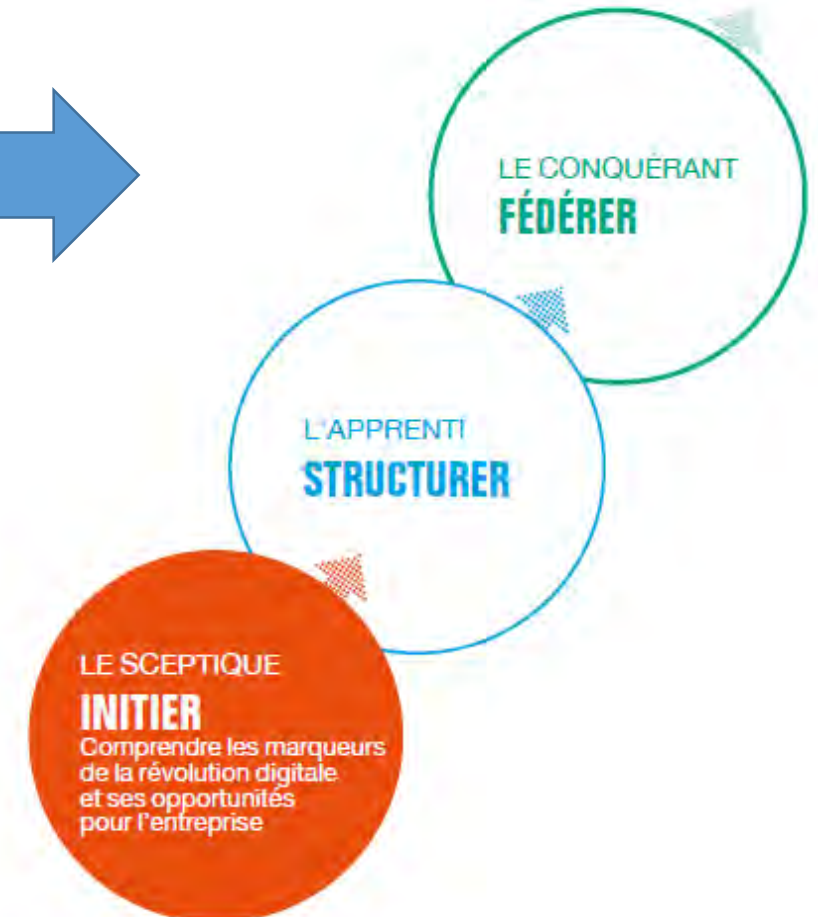 LE CONQUÉRANT
FÉDÉRER
L'APPRENTI
STRUCTURER
LE SCEPTIQUE
INITIER
Comprendre les marqueurs
de la révolution digitale
et ses opportunités
pour l'entreprise